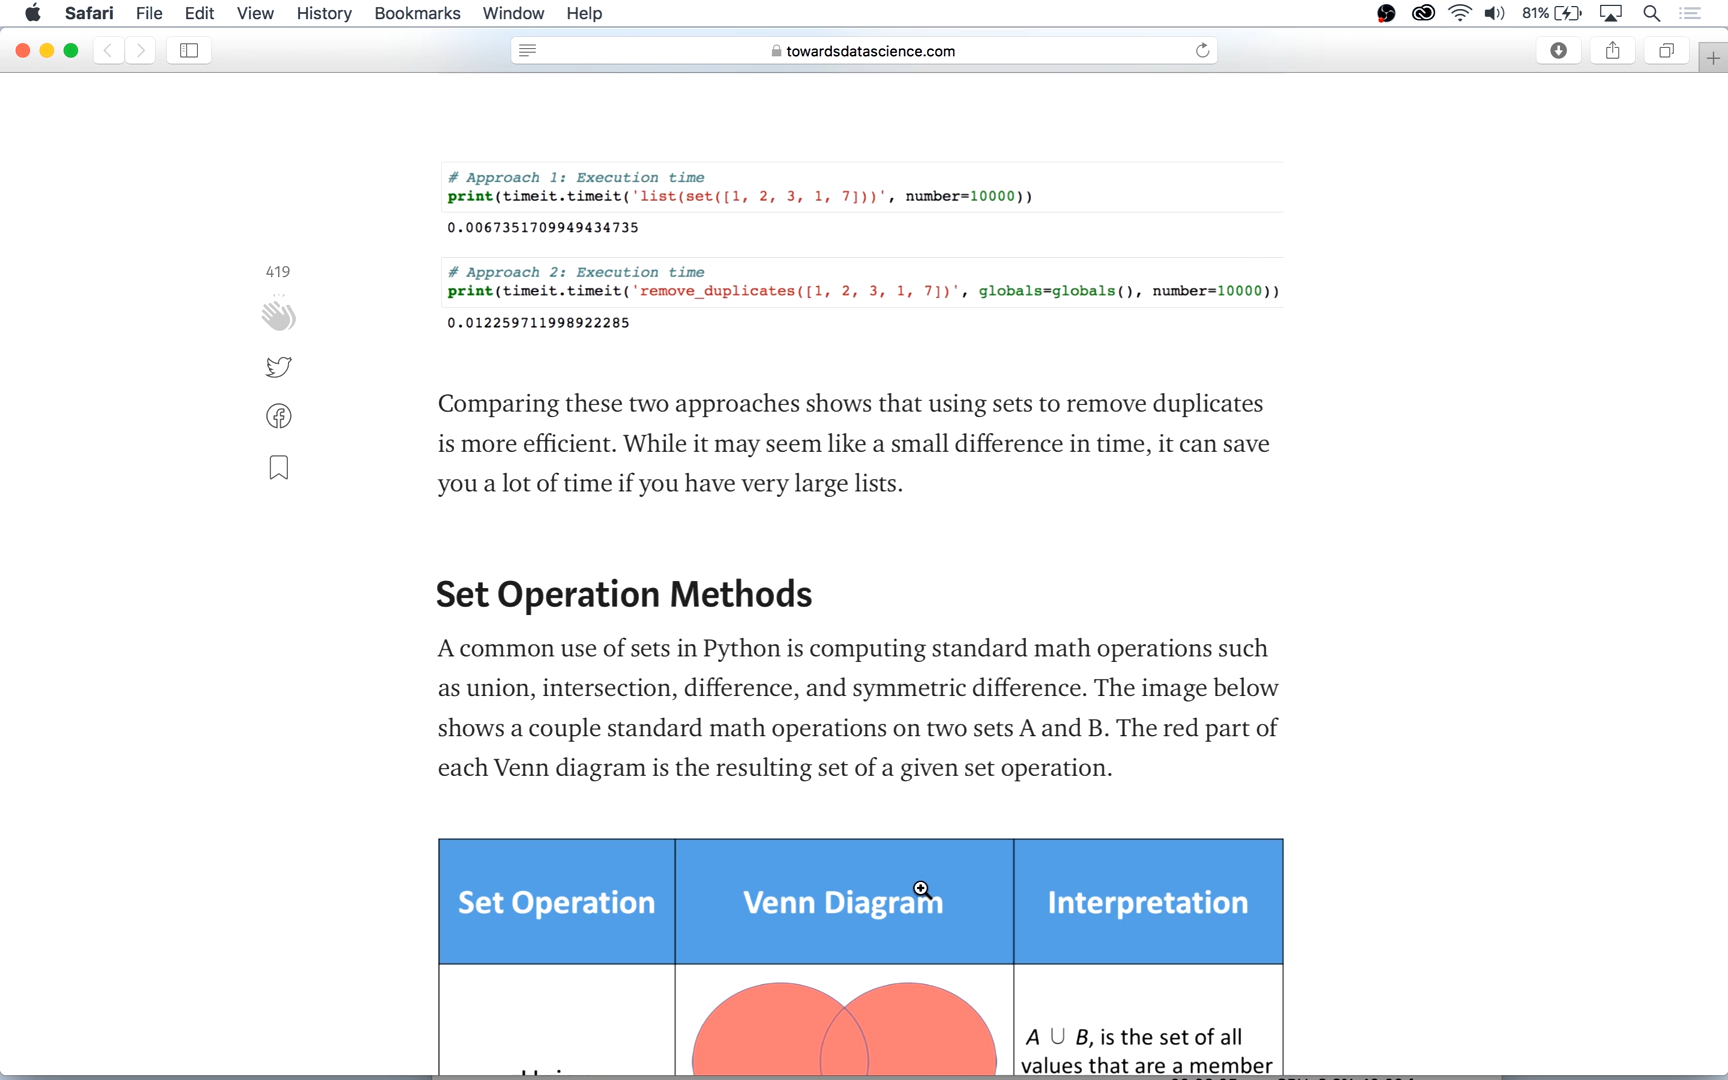 Safari File Edit View History Bookmarks Window Help 81%
towardsdatascience.com
# Approach 1: Execution time
print(timeit.timeit('list(set([1, 2, 3, 1, 7]))', number=10000))
0.0067351709949434735
419
# Approach 2: Execution time
print(timeit.timeit('remove_duplicates([1, 2, 3, 1, 7])', globals=globals(), number=10000))
0.012259711998922285
Comparing these two approaches shows that using sets to remove duplicates
is more efficient. While it may seem like a small difference in time, it can save
you a lot of time if you have very large lists.
Set Operation Methods
A common use of sets in Python is computing standard math operations such
as union, intersection, difference, and symmetric difference. The image below
shows a couple standard math operations on two sets A and B. The red part of
each Venn diagram is the resulting set of a given set operation.
Set Operation Venn Diagram Interpretation
A ∪ B, is the set of all
values that are a member